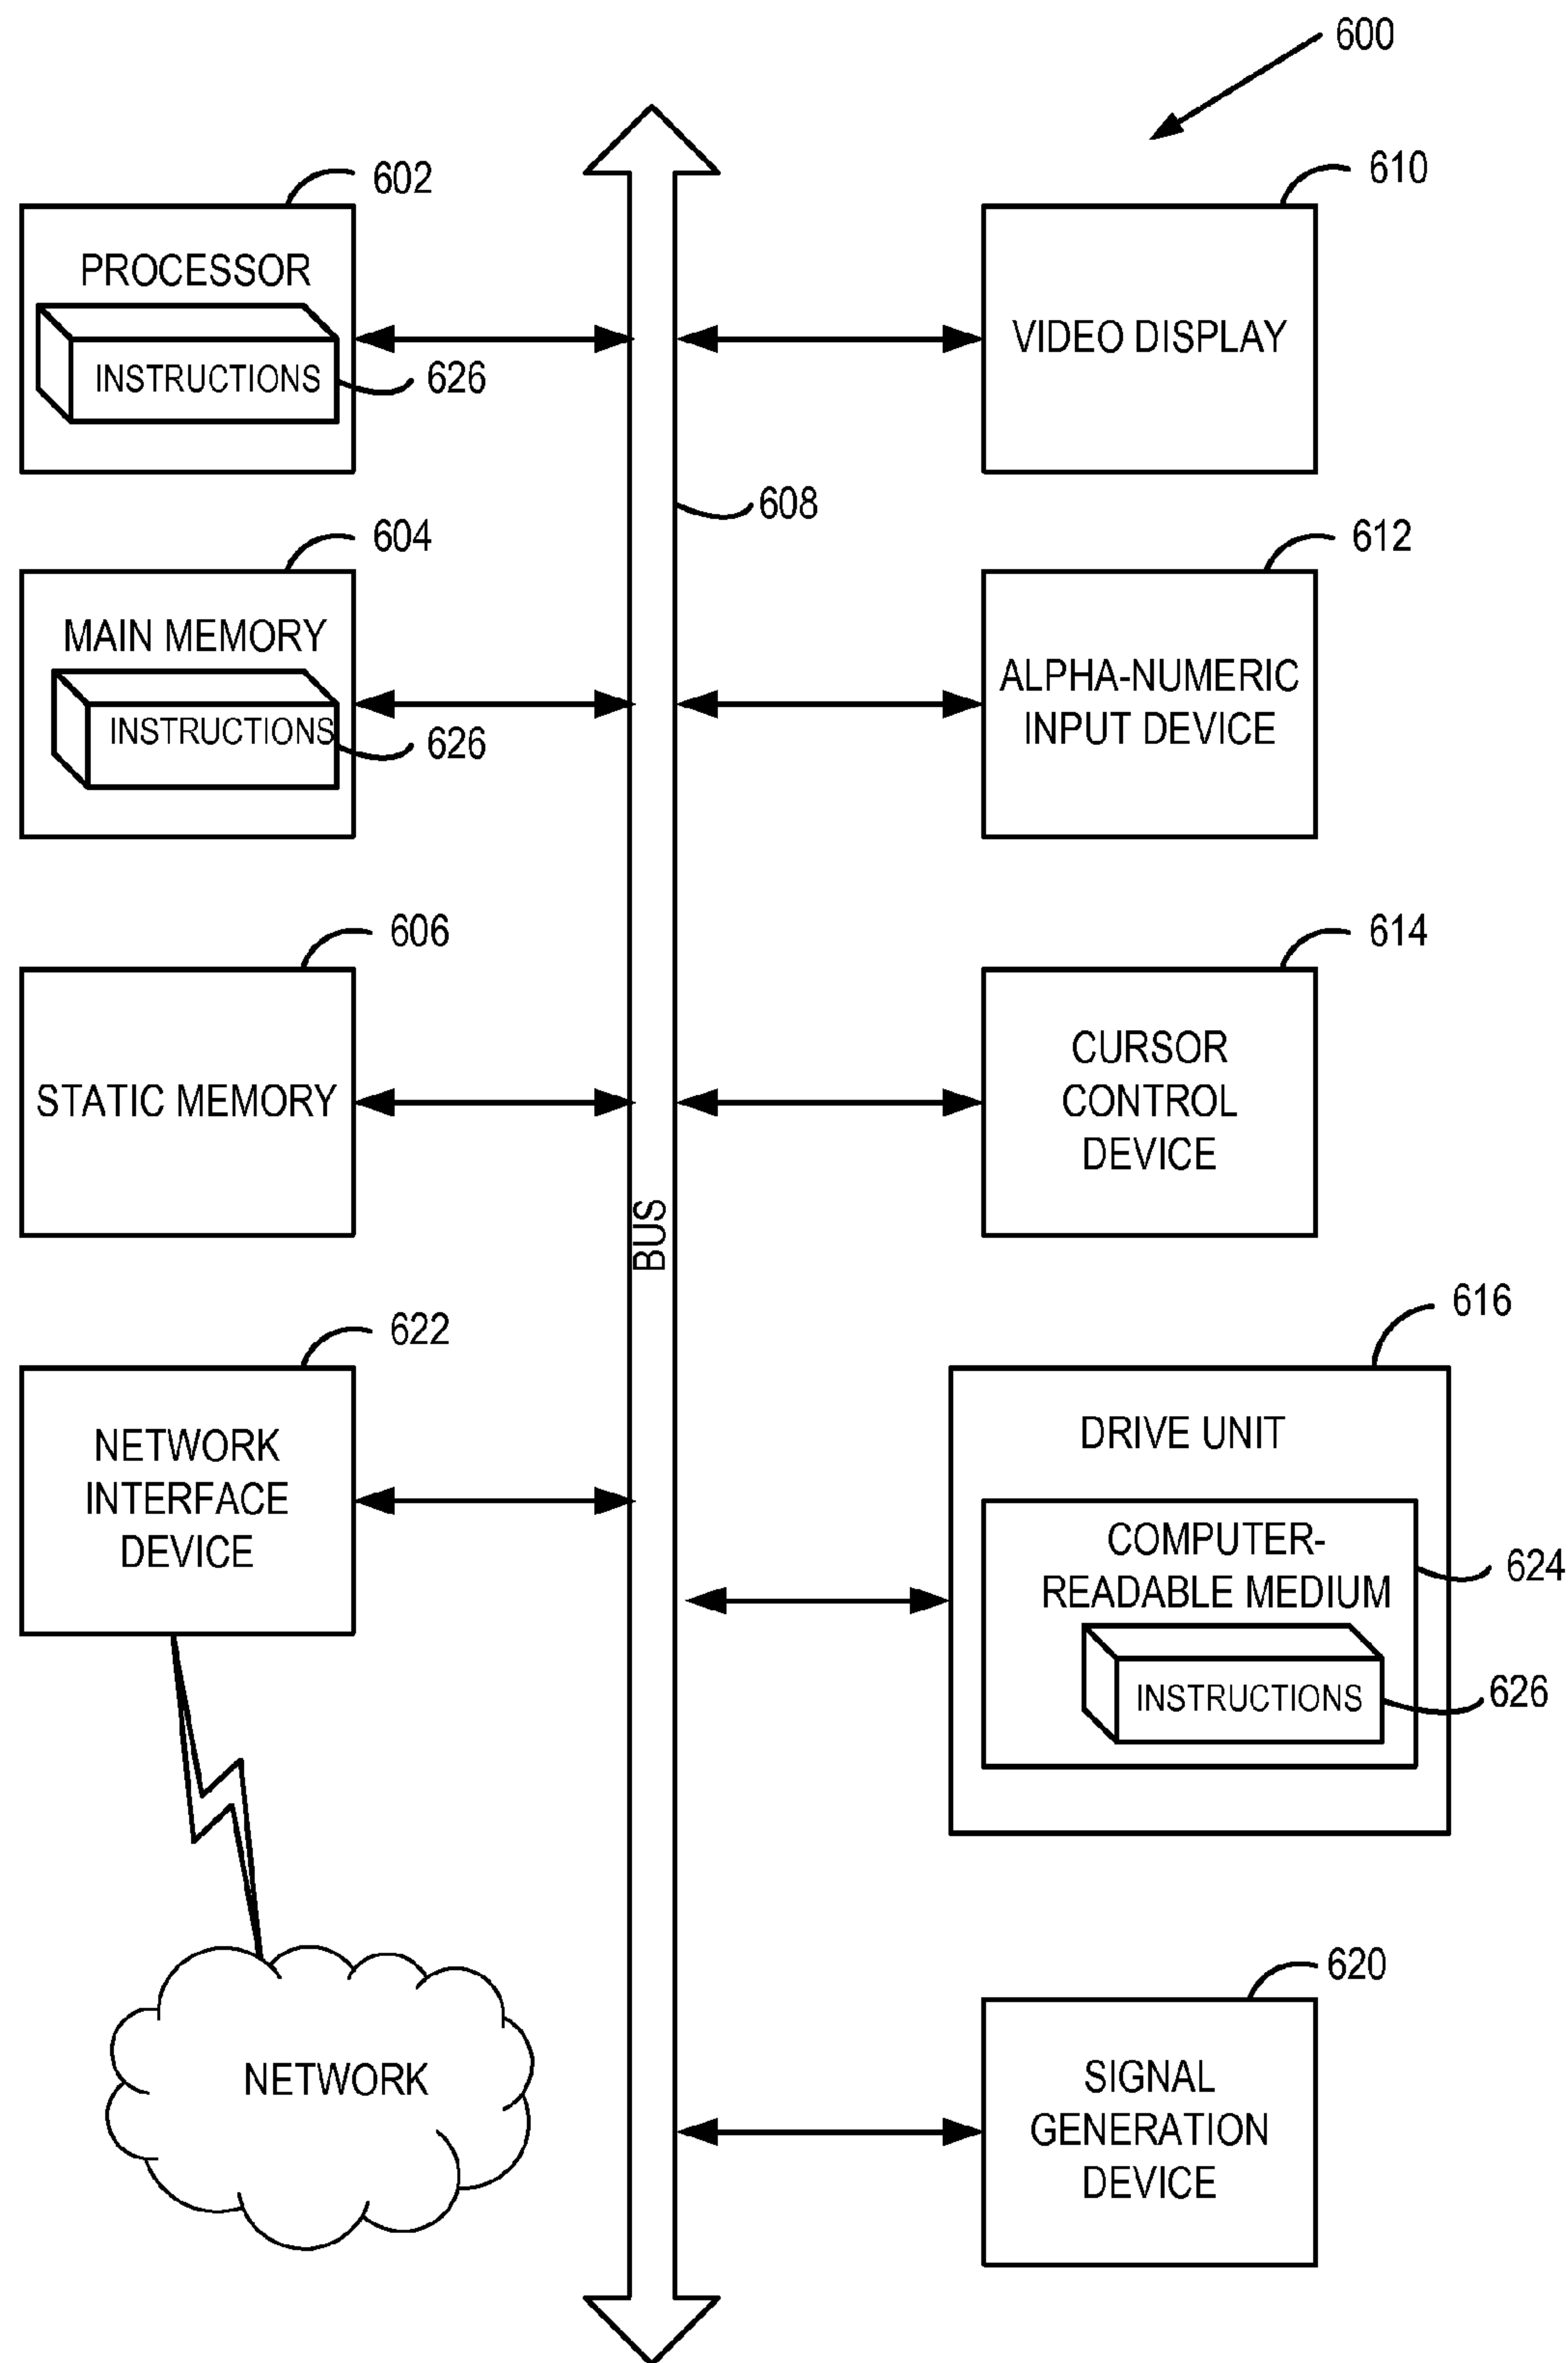 600
602
PROCESSOR
INSTRUCTIONS
626
604
MAIN MEMORY
INSTRUCTIONS
626
606
STATIC MEMORY
622
NETWORK
INTERFACE
DEVICE
NETWORK
608
BUS
610
VIDEO DISPLAY
612
ALPHA-NUMERIC
INPUT DEVICE
614
CURSOR
CONTROL
DEVICE
616
DRIVE UNIT
COMPUTER-
READABLE MEDIUM
624
INSTRUCTIONS
626
620
SIGNAL
GENERATION
DEVICE